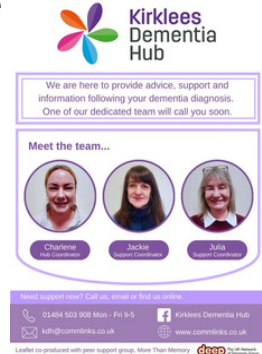 Kirklees
Dementia
Hub
We are here to provide advice, support and
information following your dementia diagnosis.
One of our dedicated team will call you soon.
Meet the team...
Charlene
Hub Coordinator
Jackie
Support Coordinator
Julia
Support Coordinator
Need support now? Call us, email or find us online.
01484 503 908 Mon - Fri 9-5
Kirklees Dementia Hub
kdh@commlinks.co.uk
www.commlinks.co.uk
Leaflet co-produced with peer support group, More Than Memory
deep
The UK Network